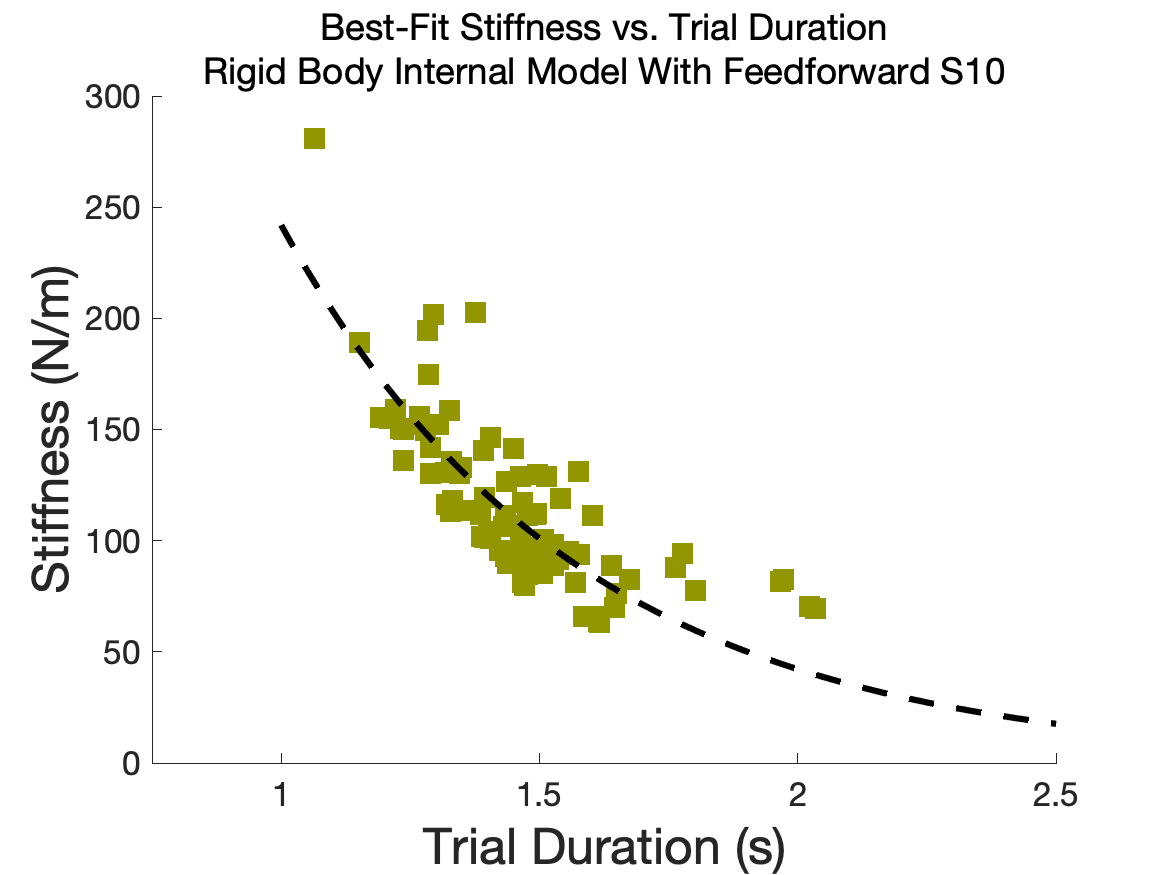 Best-Fit Stiffness vs. Trial Duration
Rigid Body Internal Model With Feedforward S10
300
250
200
150
100
50
0
Stiffness (N/m)
1
1.5
2
2.5
Trial Duration (s)